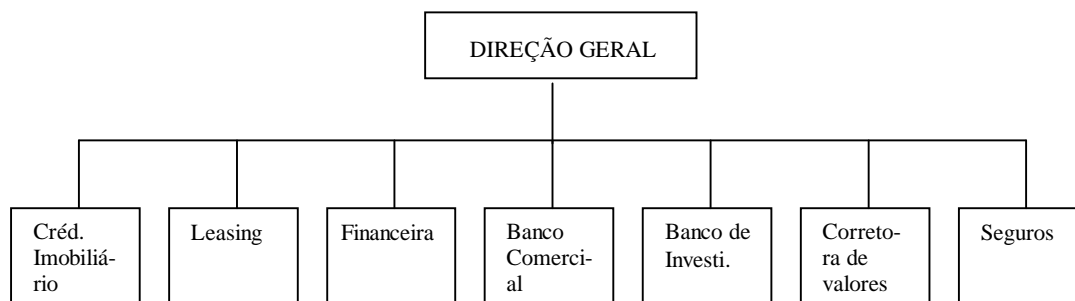 DIREÇÃO GERAL
Créd.
Imobiliá-
rio
Leasing
Financeira
Banco
Comerci-
al
Banco de
Investi.
Correto-
ra de
valores
Seguros